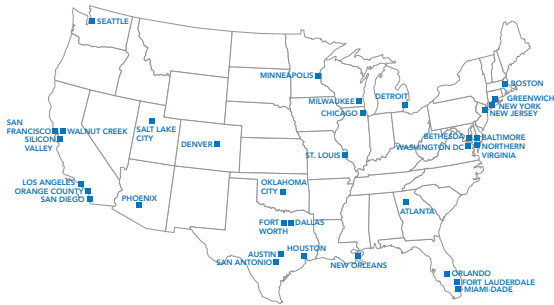 SEATTLE
MINNEAPOLIS
MILWAUKEE
CHICAGO
DETROIT
BOSTON
GREENWICH
NEW YORK
NEW JERSEY
SAN
FRANCISCO
WALNUT CREEK
SILICON
VALLEY
SALT LAKE
CITY
DENVER
ST. LOUIS
BETHESDA
BALTIMORE
WASHINGTON DC
NORTHERN
VIRGINIA
LOS ANGELES
ORANGE COUNTY
SAN DIEGO
PHOENIX
OKLAHOMA
CITY
ATLANTA
FORT
WORTH
DALLAS
AUSTIN
SAN ANTONIO
HOUSTON
NEW ORLEANS
ORLANDO
FORT LAUDERDALE
MIAMI-DADE